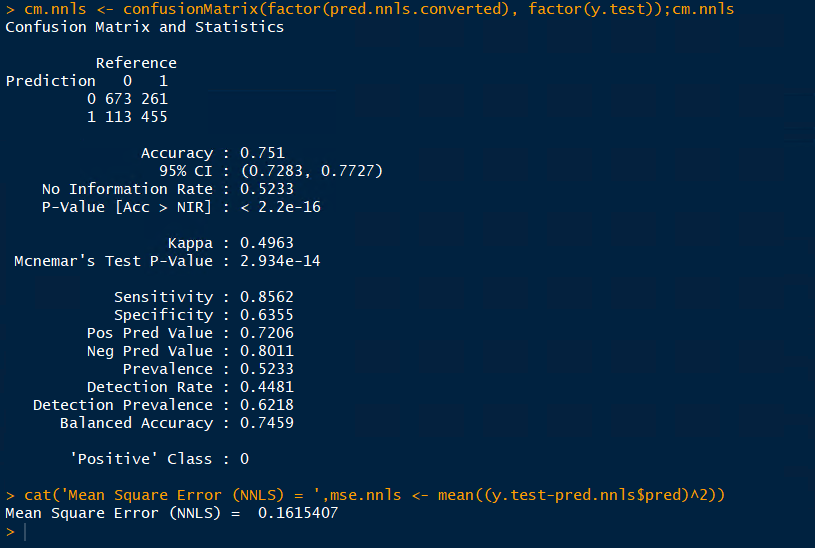 > cm.nnls <- confusionMatrix(factor(pred.nnls.converted), factor(y.test));cm.nnls
Confusion Matrix and Statistics
Reference
Prediction   0   1
0 673 261
1 113 455
Accuracy : 0.751
95% CI : (0.7283, 0.7727)
No Information Rate : 0.5233
P-Value [Acc > NIR] : < 2.2e-16
Kappa : 0.4963
Mcnemar's Test P-Value : 2.934e-14
Sensitivity : 0.8562
Specificity : 0.6355
Pos Pred Value : 0.7206
Neg Pred Value : 0.8011
Prevalence : 0.5233
Detection Rate : 0.4481
Detection Prevalence : 0.6218
Balanced Accuracy : 0.7459
'Positive' Class : 0
> cat('Mean Square Error (NNLS) = ',mse.nnls <- mean((y.test-pred.nnls$pred)^2))
Mean Square Error (NNLS) =  0.1615407
>